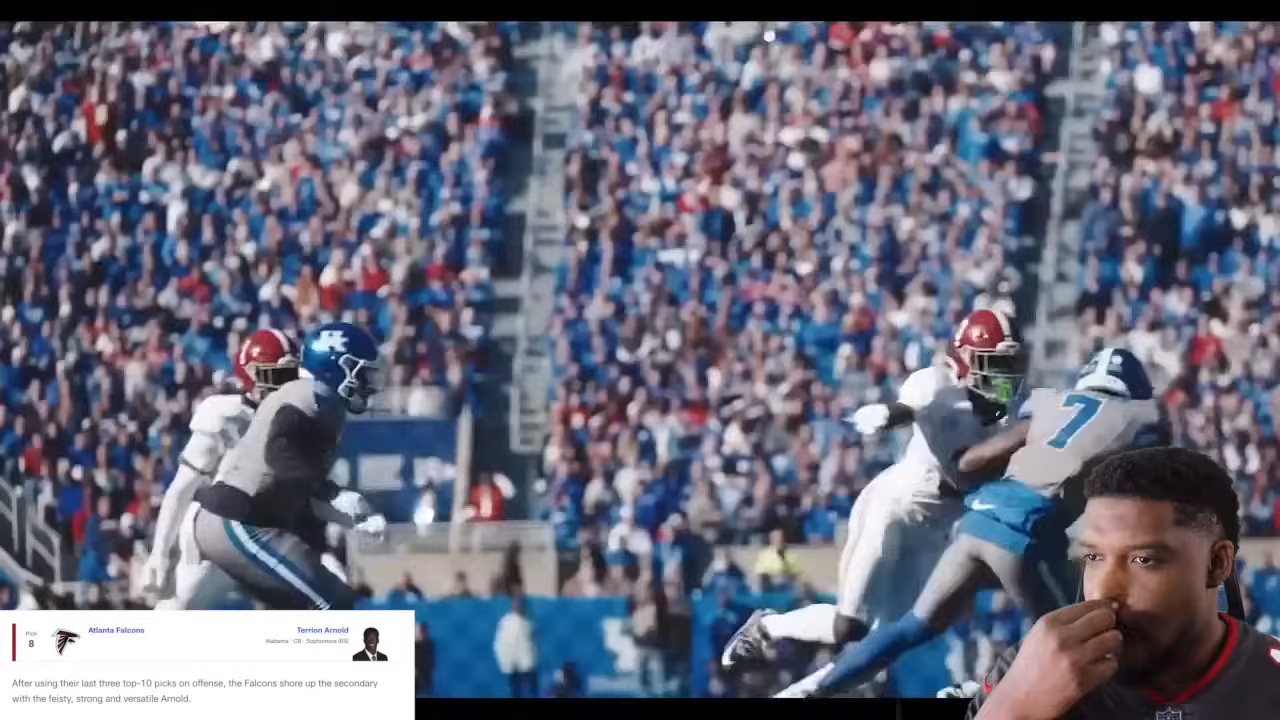 7
Pick
8
Atlanta Falcons
Terrion Arnold
Alabama · CB · Sophomore (RS)
After using their last three top-10 picks on offense, the Falcons shore up the secondary
with the feisty, strong and versatile Arnold.